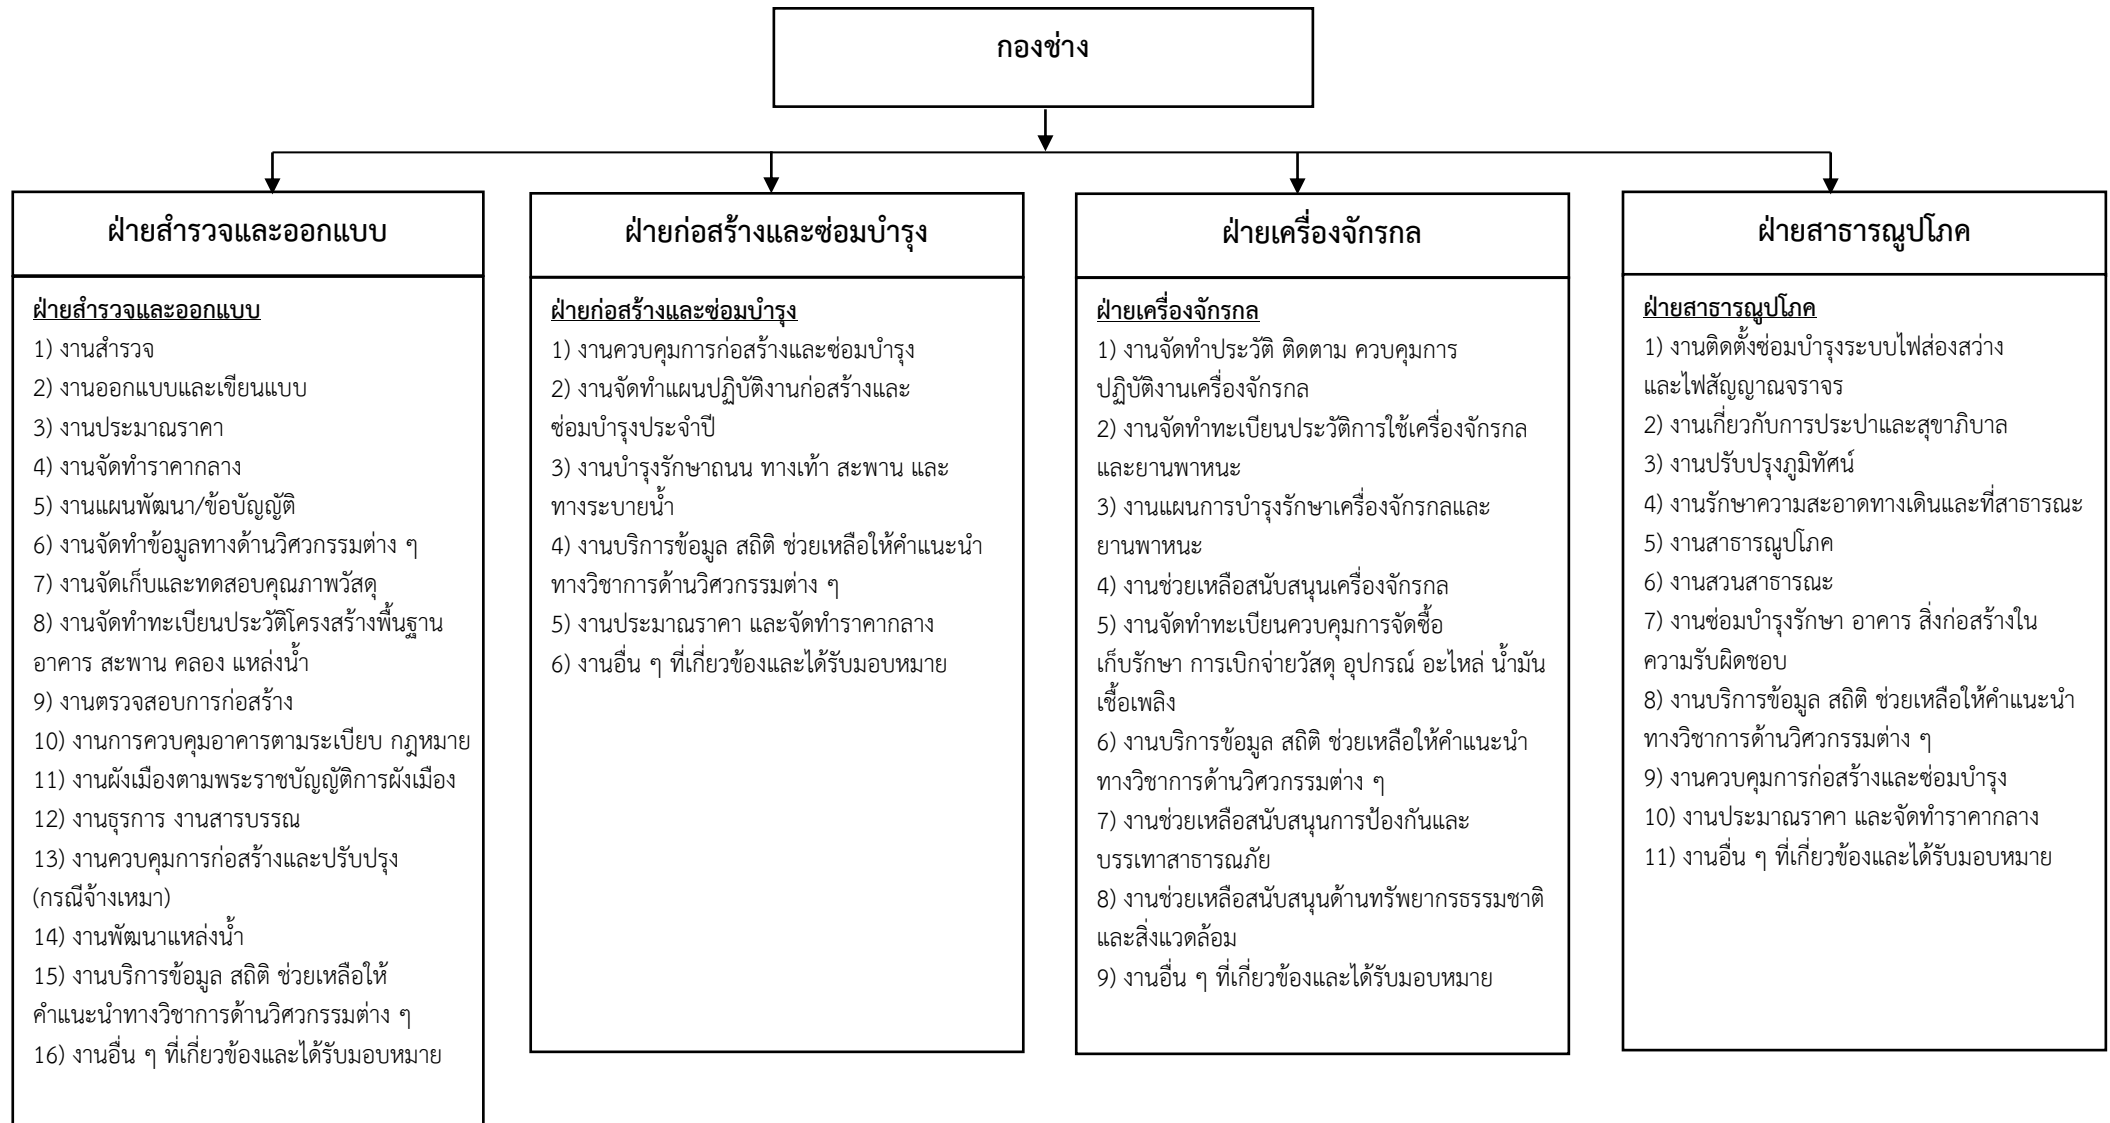 กองช่าง
ฝ่ายสำรวจและออกแบบ
ฝ่ายสำรวจและออกแบบ
1) งานสำรวจ
2) งานออกแบบและเขียนแบบ
3) งานประมาณราคา
4) งานจัดทำราคากลาง
5) งานแผนพัฒนา/ข้อบัญญัติ
6) งานจัดทำข้อมูลทางด้านวิศวกรรมต่าง ๆ
7) งานจัดเก็บและทดสอบคุณภาพวัสดุ
8) งานจัดทำทะเบียนประวัติโครงสร้างพื้นฐาน
อาคาร สะพาน คลอง แหล่งน้ำ
9) งานตรวจสอบการก่อสร้าง
10) งานการควบคุมอาคารตามระเบียบ กฎหมาย
11) งานผังเมืองตามพระราชบัญญัติการผังเมือง
12) งานธุรการ งานสารบรรณ
13) งานควบคุมการก่อสร้างและปรับปรุง
(กรณีจ้างเหมา)
14) งานพัฒนาแหล่งน้ำ
15) งานบริการข้อมูล สถิติ ช่วยเหลือให้
คำแนะนำทางวิชาการด้านวิศวกรรมต่าง ๆ
16) งานอื่น ๆ ที่เกี่ยวข้องและได้รับมอบหมาย
ฝ่ายก่อสร้างและซ่อมบำรุง
ฝ่ายก่อสร้างและซ่อมบำรุง
1) งานควบคุมการก่อสร้างและซ่อมบำรุง
2) งานจัดทำแผนปฏิบัติงานก่อสร้างและ
ซ่อมบำรุงประจำปี
3) งานบำรุงรักษาถนน ทางเท้า สะพาน และ
ทางระบายน้ำ
4) งานบริการข้อมูล สถิติ ช่วยเหลือให้คำแนะนำ
ทางวิชาการด้านวิศวกรรมต่าง ๆ
5) งานประมาณราคา และจัดทำราคากลาง
6) งานอื่น ๆ ที่เกี่ยวข้องและได้รับมอบหมาย
ฝ่ายเครื่องจักรกล
ฝ่ายเครื่องจักรกล
1) งานจัดทำประวัติ ติดตาม ควบคุมการ
ปฏิบัติงานเครื่องจักรกล
2) งานจัดทำทะเบียนประวัติการใช้เครื่องจักรกล
และยานพาหนะ
3) งานแผนการบำรุงรักษาเครื่องจักรกลและ
ยานพาหนะ
4) งานช่วยเหลือสนับสนุนเครื่องจักรกล
5) งานจัดทำทะเบียนควบคุมการจัดซื้อ
เก็บรักษา การเบิกจ่ายวัสดุ อุปกรณ์ อะไหล่ น้ำมัน
เชื้อเพลิง
6) งานบริการข้อมูล สถิติ ช่วยเหลือให้คำแนะนำ
ทางวิชาการด้านวิศวกรรมต่าง ๆ
7) งานช่วยเหลือสนับสนุนการป้องกันและ
บรรเทาสาธารณภัย
8) งานช่วยเหลือสนับสนุนด้านทรัพยากรธรรมชาติ
และสิ่งแวดล้อม
9) งานอื่น ๆ ที่เกี่ยวข้องและได้รับมอบหมาย
ฝ่ายสาธารณูปโภค
ฝ่ายสาธารณูปโภค
1) งานติดตั้งซ่อมบำรุงระบบไฟส่องสว่าง
และไฟสัญญาณจราจร
2) งานเกี่ยวกับการประปาและสุขาภิบาล
3) งานปรับปรุงภูมิทัศน์
4) งานรักษาความสะอาดทางเดินและที่สาธารณะ
5) งานสาธารณูปโภค
6) งานสวนสาธารณะ
7) งานซ่อมบำรุงรักษา อาคาร สิ่งก่อสร้างใน
ความรับผิดชอบ
8) งานบริการข้อมูล สถิติ ช่วยเหลือให้คำแนะนำ
ทางวิชาการด้านวิศวกรรมต่าง ๆ
9) งานควบคุมการก่อสร้างและซ่อมบำรุง
10) งานประมาณราคา และจัดทำราคากลาง
11) งานอื่น ๆ ที่เกี่ยวข้องและได้รับมอบหมาย